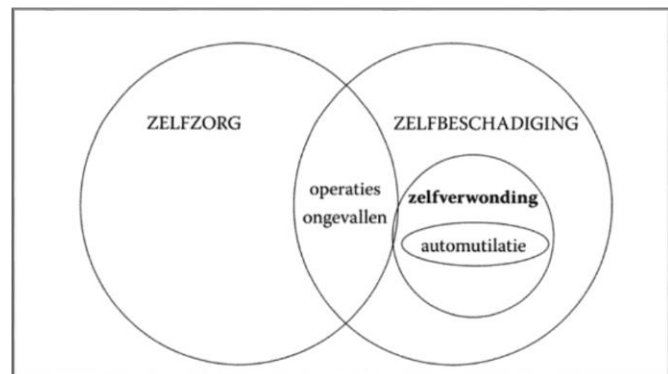 ZELFZORG
ZELFBESCHADIGING
operaties
ongevallen
zelfverwonding
automutilatie